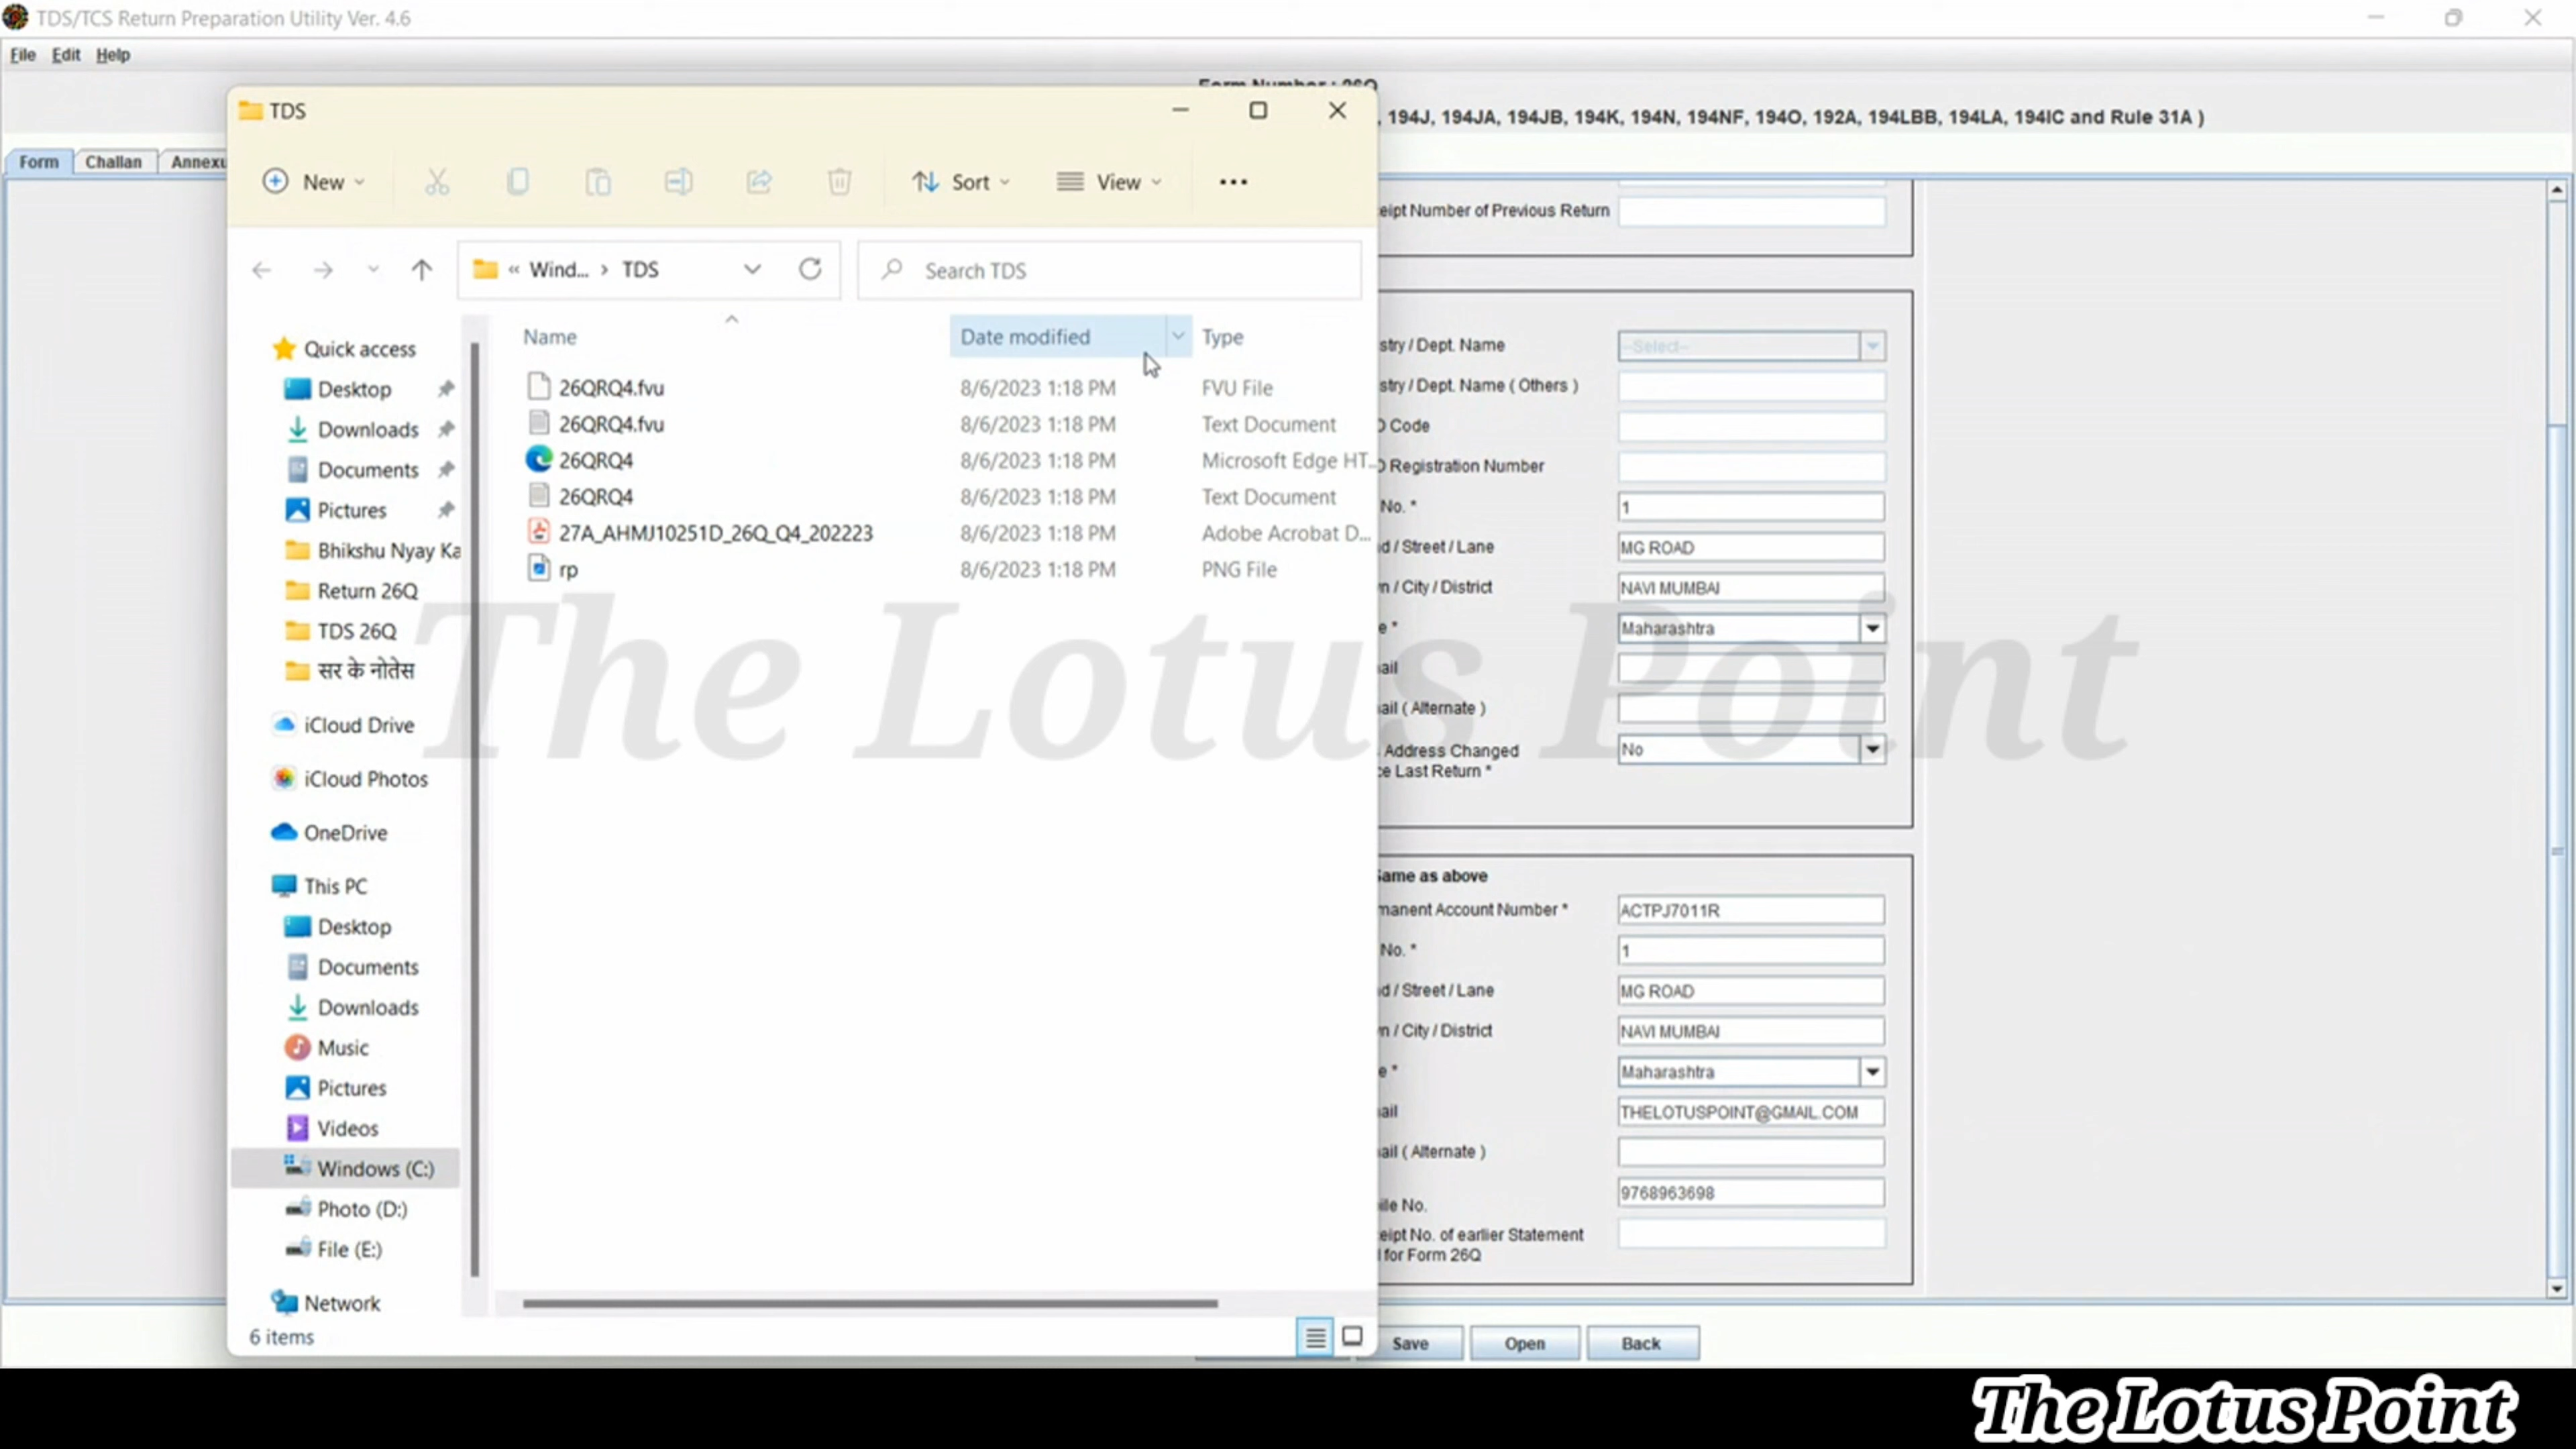 TDS/TCS Return Preparation Utility Ver. 4.6
File Edit Help
TDS
, 194J, 194JA, 194JB, 194K, 194N, 194NF, 194O, 192A, 194LBB, 194LA, 194IC and Rule 31A )
Form Challan Annexu
New Sort View
« Wind... > TDS
Search TDS
eipt Number of Previous Return
Name Date modified Type
Quick access
Desktop
Downloads
Documents
Pictures
Bhikshu Nyay Ka
Return 26Q
TDS 26Q
सर के नोतेस
iCloud Drive
iCloud Photos
OneDrive
This PC
Desktop
Documents
Downloads
Music
Pictures
Videos
Windows (C:)
Photo (D:)
File (E:)
Network
6 items
26QRQ4.fvu 8/6/2023 1:18 PM FVU File
26QRQ4.fvu 8/6/2023 1:18 PM Text Document
26QRQ4 8/6/2023 1:18 PM Microsoft Edge HT...
26QRQ4 8/6/2023 1:18 PM Text Document
27A_AHMJ10251D_26Q_Q4_202223 8/6/2023 1:18 PM Adobe Acrobat D...
rp 8/6/2023 1:18 PM PNG File
The Lotus Point
stry / Dept. Name --Select--
stry / Dept. Name ( Others )
O Code
O Registration Number
No. * 1
d / Street / Lane MG ROAD
n / City / District NAVI MUMBAI
e * Maharashtra
ail
ail ( Alternate )
Address Changed No
ce Last Return *
Same as above
manent Account Number * ACTPJ7011R
No. * 1
d / Street / Lane MG ROAD
n / City / District NAVI MUMBAI
e * Maharashtra
ail THELOTUSPOINT@GMAIL.COM
ail ( Alternate )
ile No. 9768963698
eipt No. of earlier Statement
for Form 26Q
Save Open Back
The Lotus Point